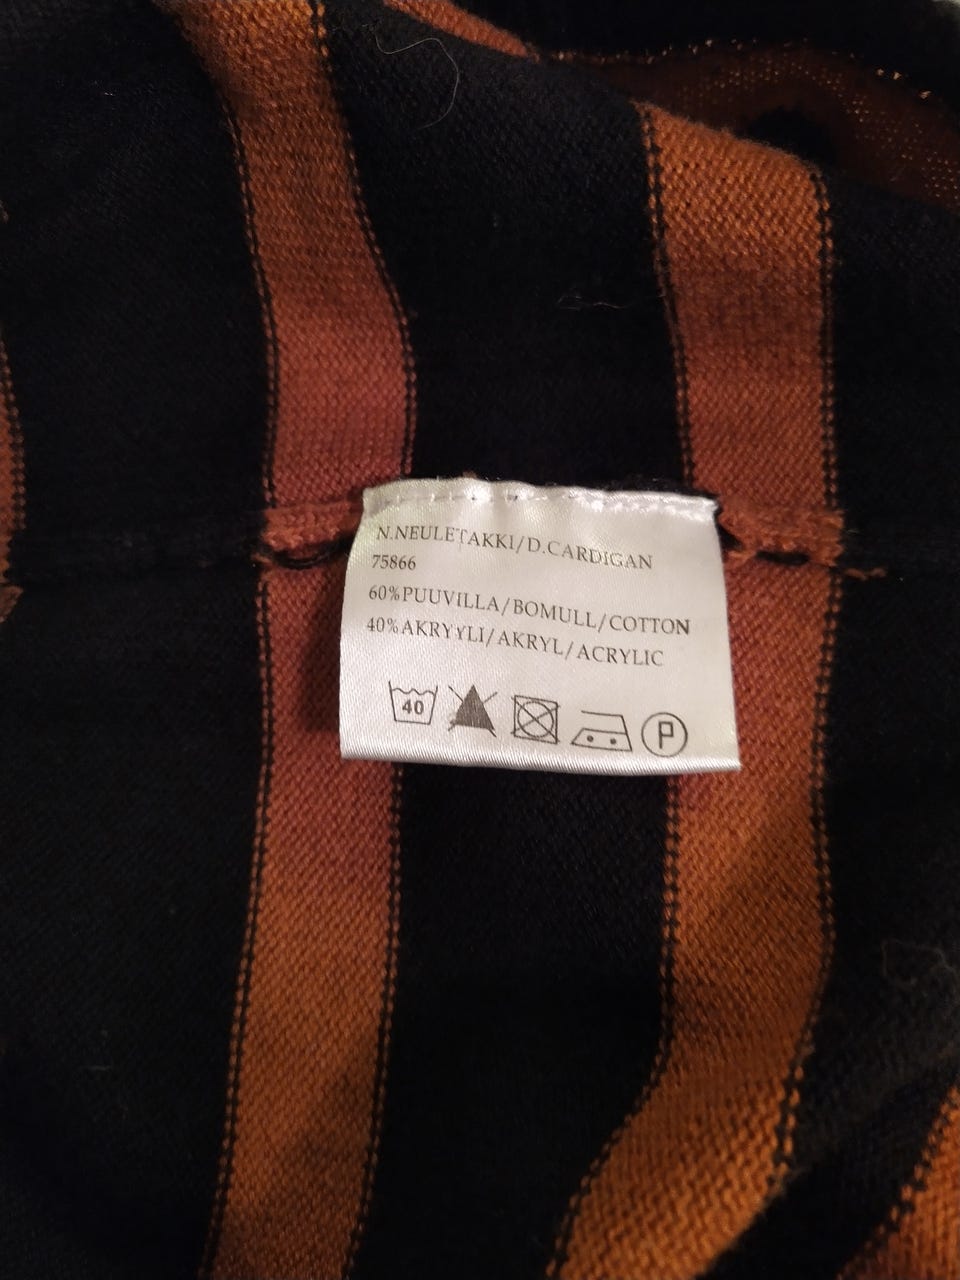 N.NEULETAKKI/D.CARDIGAN
75866
60%PUUVILLA/BOMULL/COTTON
40%AKRYYLI/AKRYL/ACRYLIC
40 P